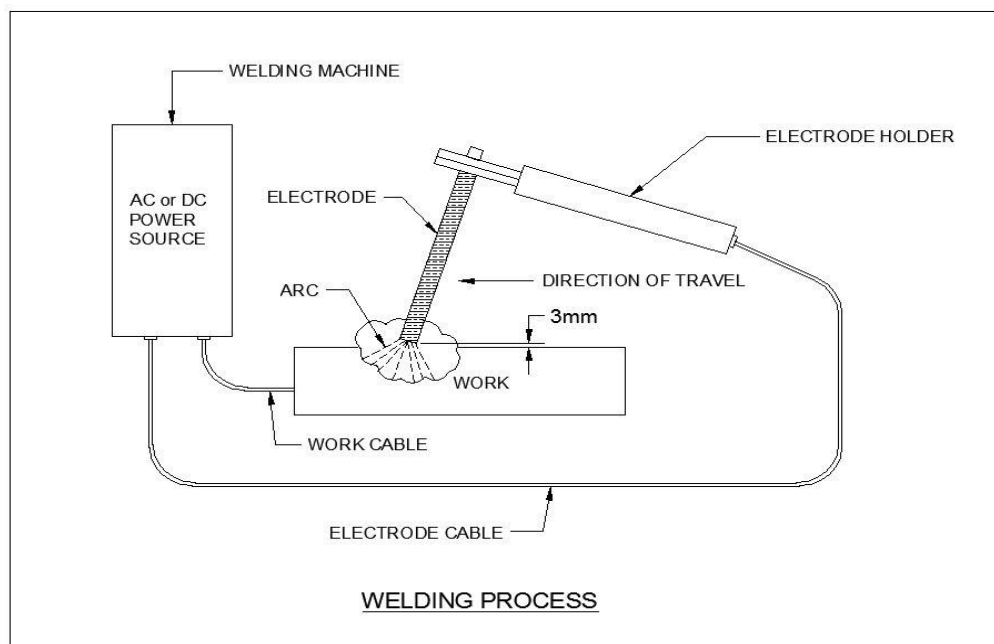 WELDING MACHINE
ELECTRODE HOLDER
AC or DC
POWER
SOURCE
ELECTRODE
DIRECTION OF TRAVEL
ARC
3mm
WORK
WORK CABLE
ELECTRODE CABLE
WELDING PROCESS